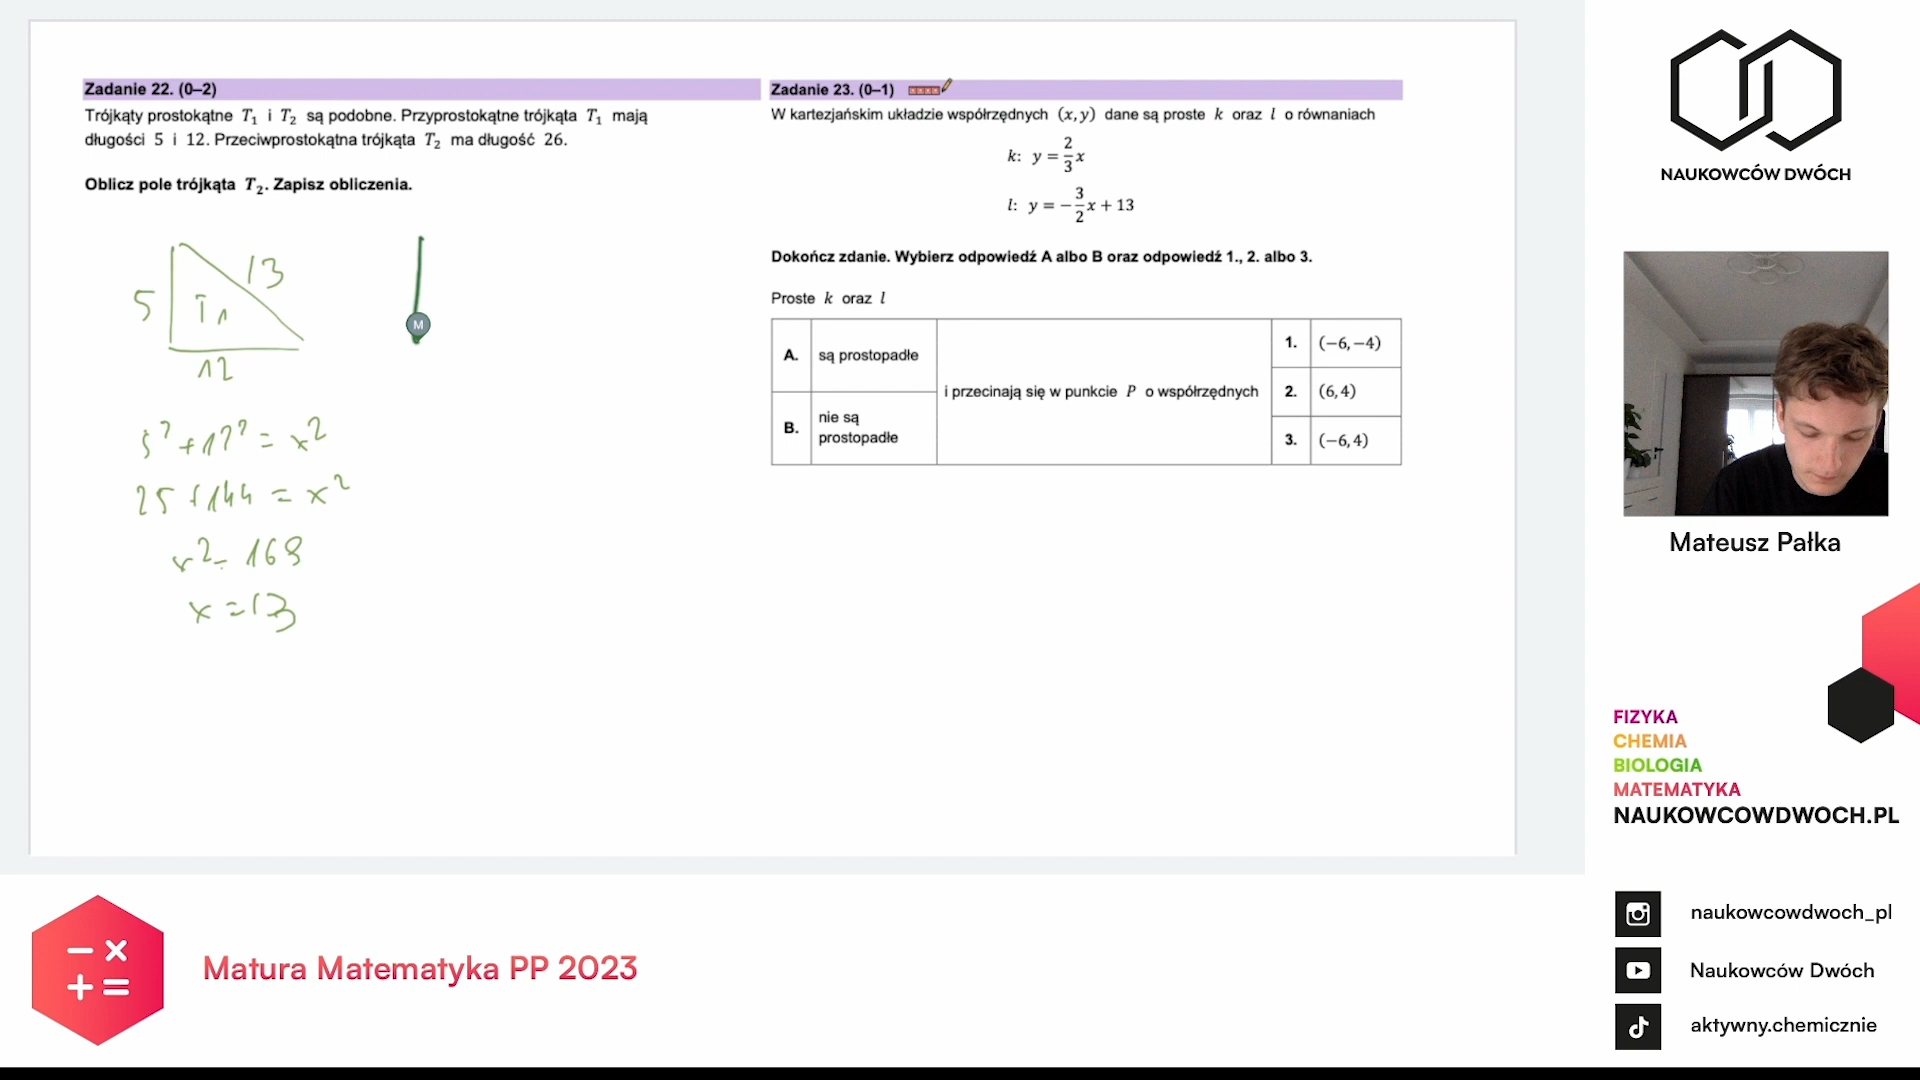 Zadanie 22. (0–2)
Trójkąty prostokątne T₁ i T₂ są podobne. Przyprostokątne trójkąta T₁ mają
długości 5 i 12. Przeciwprostokątna trójkąta T₂ ma długość 26.
Oblicz pole trójkąta T₂. Zapisz obliczenia.
13
5
T₁
12
5² + 12² = x²
25 + 144 = x²
x² = 169
x = 13
M
Zadanie 23. (0–1)
W kartezjańskim układzie współrzędnych (x, y) dane są proste k oraz l o równaniach
k: y = 2/3 x
l: y = −3/2 x + 13
Dokończ zdanie. Wybierz odpowiedź A albo B oraz odpowiedź 1., 2. albo 3.
Proste k oraz l
A. są prostopadłe
B. nie są
prostopadłe
i przecinają się w punkcie P o współrzędnych
1. (−6, −4)
2. (6, 4)
3. (−6, 4)
NAUKOWCÓW DWÓCH
Mateusz Pałka
FIZYKA
CHEMIA
BIOLOGIA
MATEMATYKA
NAUKOWCOWDWOCH.PL
naukowcowdwoch_pl
Naukowców Dwóch
aktywny.chemicznie
− ×
+ =
Matura Matematyka PP 2023